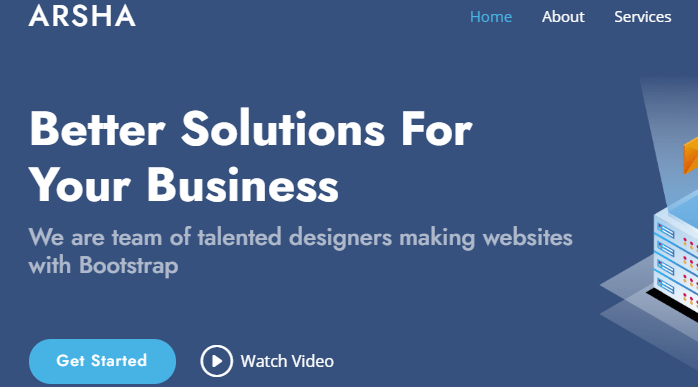 ARSHA
Home About Services
Better Solutions For
Your Business
We are team of talented designers making websites
with Bootstrap
Get Started
Watch Video